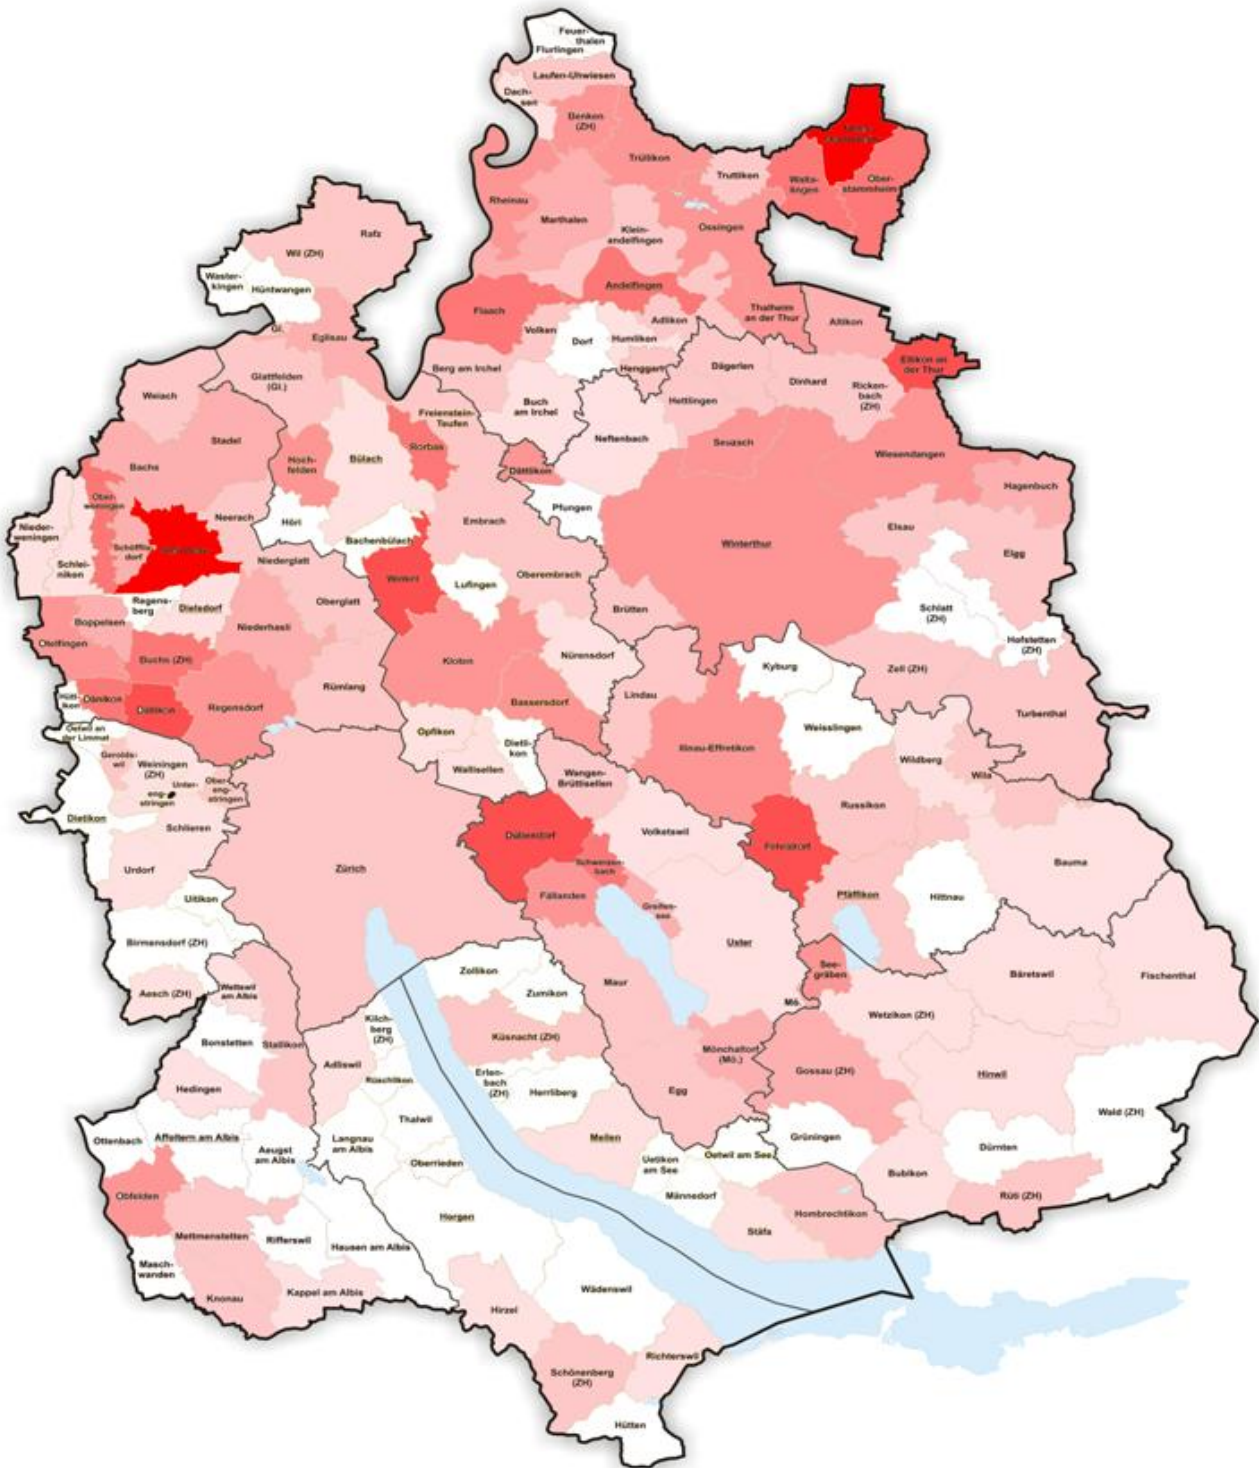 Feuer-
thalen
Flurlingen
Laufen-Uhwiesen
Dach-
sen
Benken
(ZH)
Trüllikon
Truttikon
Walta-
lingen
Ober-
stammheim
Rheinau
Marthalen
Klein-
andelfingen
Ossingen
Rafz
Wil (ZH)
Waster-
kingen
Hüntwangen
Andelfingen
Flaach
Thalheim
an der Thur
Altikon
Adlikon
Volken
Dorf
Humlikon
Gl.
Eglisau
Ellikon an
der Thur
Berg am Irchel
Henggart
Dägerlen
Dinhard
Ricken-
bach
(ZH)
Glattfelden
(Gl.)
Weiach
Buch
am Irchel
Hettlingen
Freienstein-
Teufen
Neftenbach
Seuzach
Wiesendangen
Stadel
Rorbas
Hoch-
felden
Bülach
Bachs
Dättlikon
Hagenbuch
Ober-
weningen
Pfungen
Neerach
Höri
Embrach
Elsau
Nieder-
weningen
Bachenbülach
Winterthur
Elgg
Schöfflis-
dorf
Schlei-
nikon
Niederglatt
Oberembrach
Winkel
Lufingen
Regens-
berg
Dielsdorf
Oberglatt
Brütten
Schlatt
(ZH)
Boppelsen
Niederhasli
Hofstetten
(ZH)
Otelfingen
Buchs (ZH)
Kloten
Nürensdorf
Kyburg
Zell (ZH)
Rümlang
Lindau
Hütti-
kon
Dänikon
Dällikon
Regensdorf
Bassersdorf
Turbenthal
Oetwil an
der Limmat
Opfikon
Dietli-
kon
Illnau-Effretikon
Weisslingen
Gerolds-
wil
Weiningen
(ZH)
Wallisellen
Wangen-
Brüttisellen
Wildberg
Wila
Unter-
eng-
stringen
Ober-
eng-
stringen
Russikon
Dietikon
Schlieren
Dübendorf
Volketswil
Fehraltorf
Urdorf
Zürich
Schwerzen-
bach
Bauma
Uitikon
Fällanden
Greifen-
see
Pfäffikon
Hittnau
Birmensdorf (ZH)
Uster
Zollikon
See-
gräben
Bäretswil
Fischenthal
Maur
Aesch (ZH)
Wettswil
am Albis
Zumikon
Mö.
Wetzikon (ZH)
Kilch-
berg
(ZH)
Küsnacht (ZH)
Bonstetten
Stallikon
Mönchaltorf
(Mö.)
Adliswil
Erlen-
bach
(ZH)
Gossau (ZH)
Hinwil
Rüschlikon
Herrliberg
Hedingen
Egg
Wald (ZH)
Thalwil
Ottenbach
Affoltern am Albis
Aeugst
am Albis
Langnau
am Albis
Meilen
Grüningen
Dürnten
Oberrieden
Uetikon
am See
Oetwil am See
Bubikon
Obfelden
Männedorf
Rüti (ZH)
Horgen
Hombrechtikon
Mettmenstetten
Rifferswil
Hausen am Albis
Stäfa
Masch-
wanden
Knonau
Kappel am Albis
Wädenswil
Hirzel
Richterswil
Schönenberg
(ZH)
Hütten